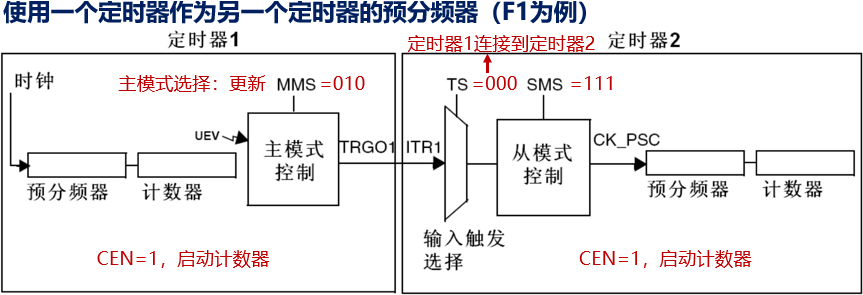 使用一个定时器作为另一个定时器的预分频器（F1为例）
定时器1
定时器1连接到定时器2
定时器2
时钟
主模式选择：更新 MMS =010
TS =000 SMS =111
UEV
主模式
控制
TRGO1
ITR1
从模式
控制
CK_PSC
预分频器
计数器
预分频器
计数器
输入触发
选择
CEN=1，启动计数器
CEN=1，启动计数器